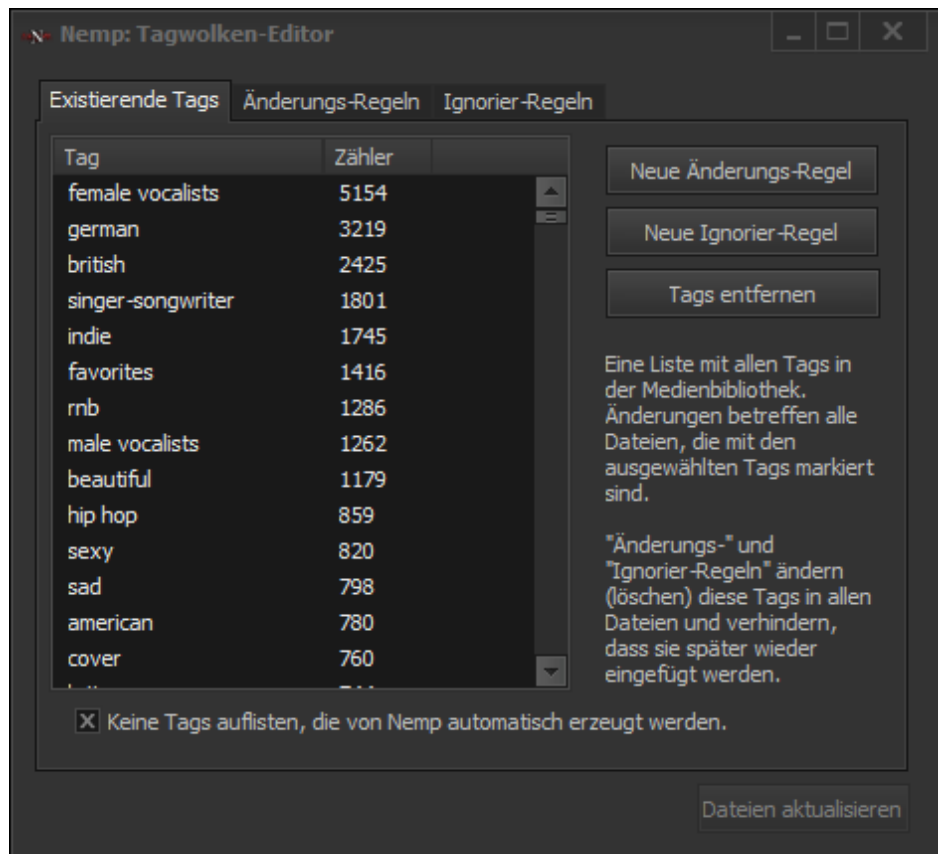 Nemp: Tagwolken-Editor
Existierende Tags Änderungs-Regeln Ignorier-Regeln
Tag Zähler
female vocalists 5154
german 3219
british 2425
singer-songwriter 1801
indie 1745
favorites 1416
rnb 1286
male vocalists 1262
beautiful 1179
hip hop 859
sexy 820
sad 798
american 780
cover 760
Neue Änderungs-Regel
Neue Ignorier-Regel
Tags entfernen
Eine Liste mit allen Tags in
der Medienbibliothek.
Änderungen betreffen alle
Dateien, die mit den
ausgewählten Tags markiert
sind.
"Änderungs-" und
"Ignorier-Regeln" ändern
(löschen) diese Tags in allen
Dateien und verhindern,
dass sie später wieder
eingefügt werden.
Keine Tags auflisten, die von Nemp automatisch erzeugt werden.
Dateien aktualisieren